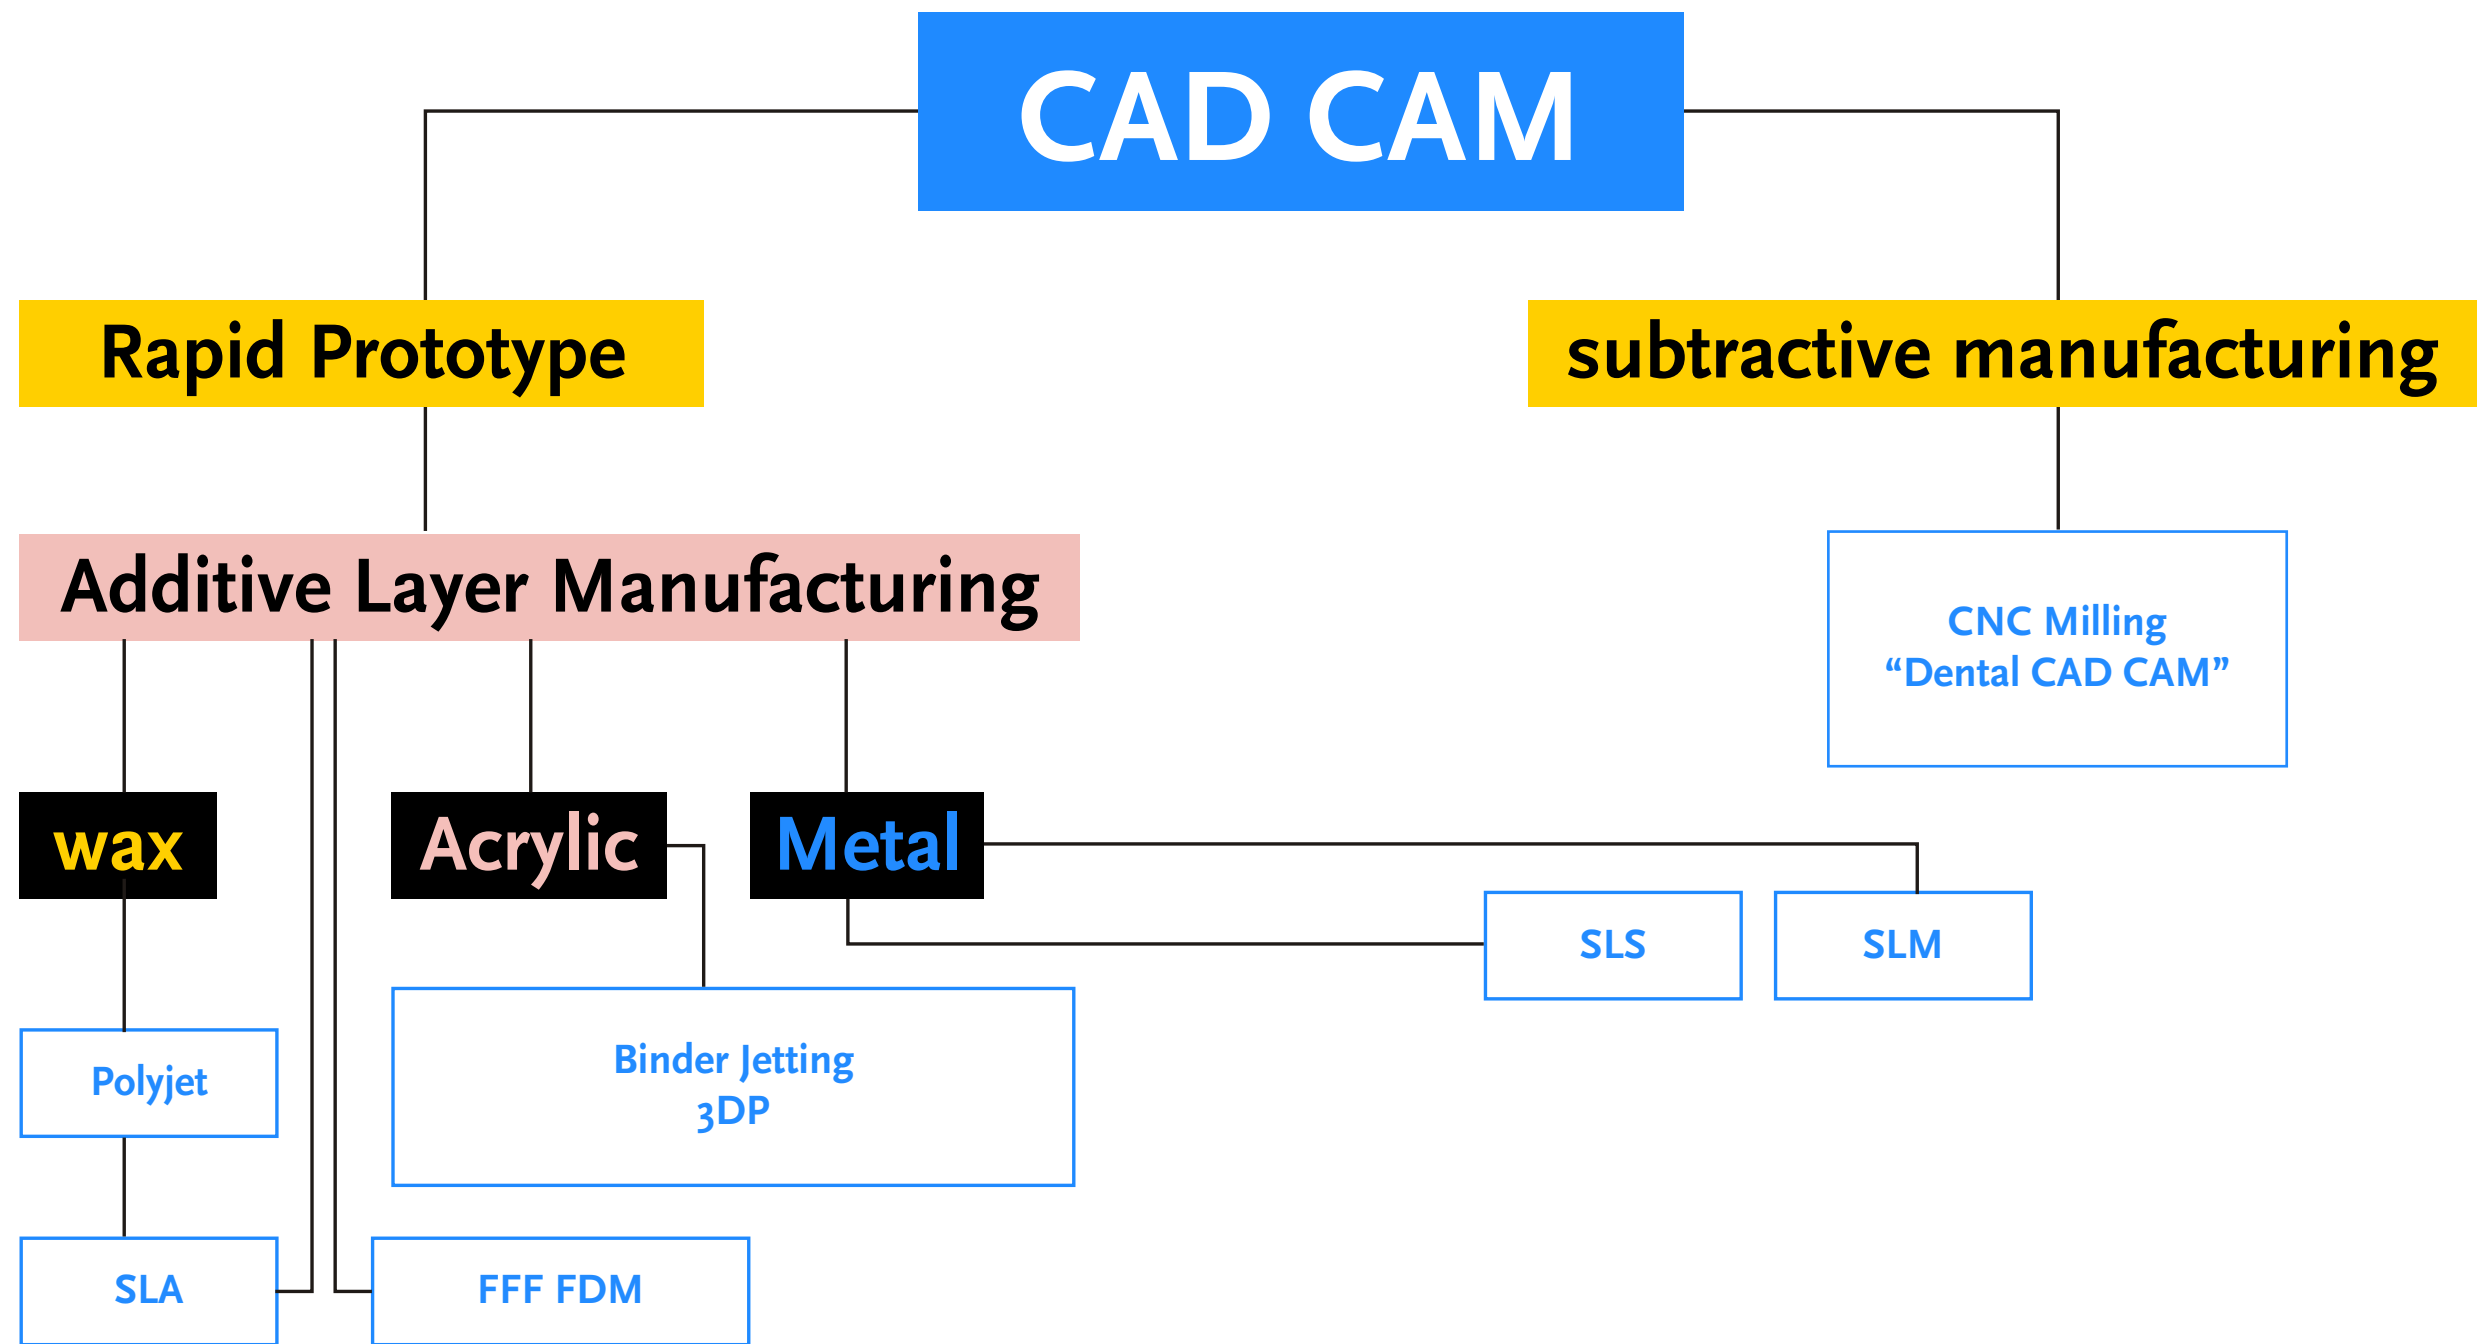 CAD CAM
Rapid Prototype
subtractive manufacturing
Additive Layer Manufacturing
CNC Milling
“Dental CAD CAM”
wax
Acrylic
Metal
SLS
SLM
Polyjet
Binder Jetting
3DP
SLA
FFF FDM